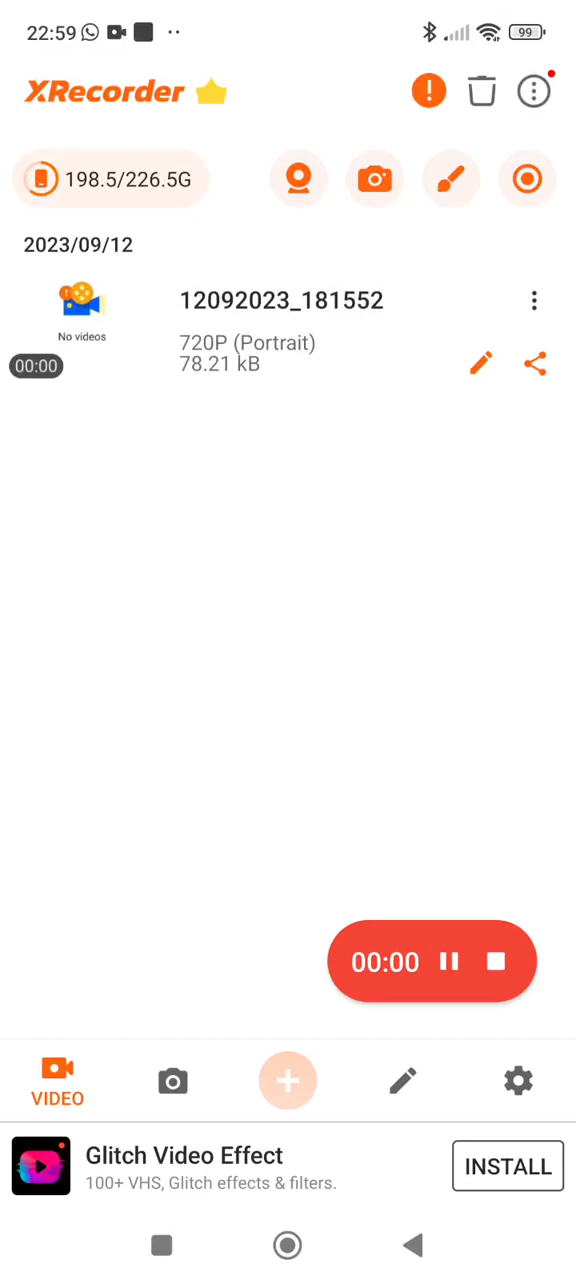 22:59
99
XRecorder
198.5/226.5G
2023/09/12
No videos
00:00
12092023_181552
720P (Portrait)
78.21 kB
00:00
VIDEO
Glitch Video Effect
100+ VHS, Glitch effects & filters.
INSTALL